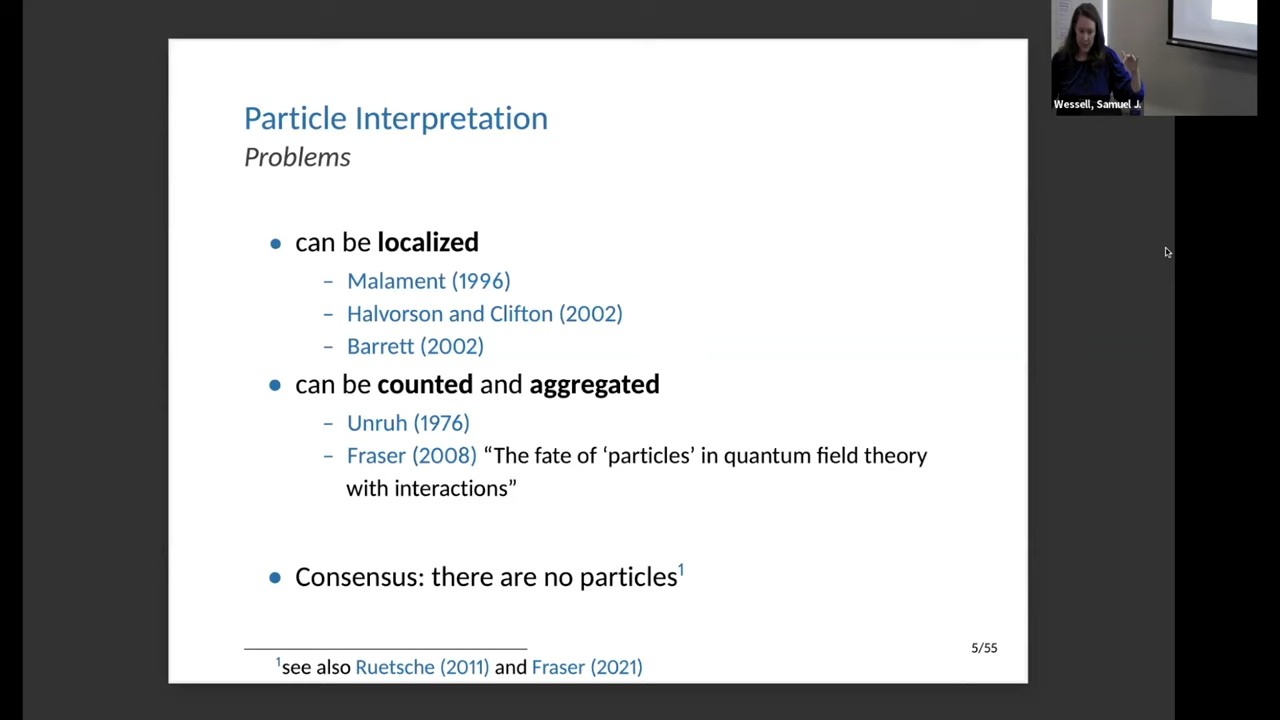 Particle Interpretation
Problems
• can be localized
– Malament (1996)
– Halvorson and Clifton (2002)
– Barrett (2002)
• can be counted and aggregated
– Unruh (1976)
– Fraser (2008) “The fate of ‘particles’ in quantum field theory
with interactions”
• Consensus: there are no particles1
5/55
1see also Ruetsche (2011) and Fraser (2021)
Wessell, Samuel J.